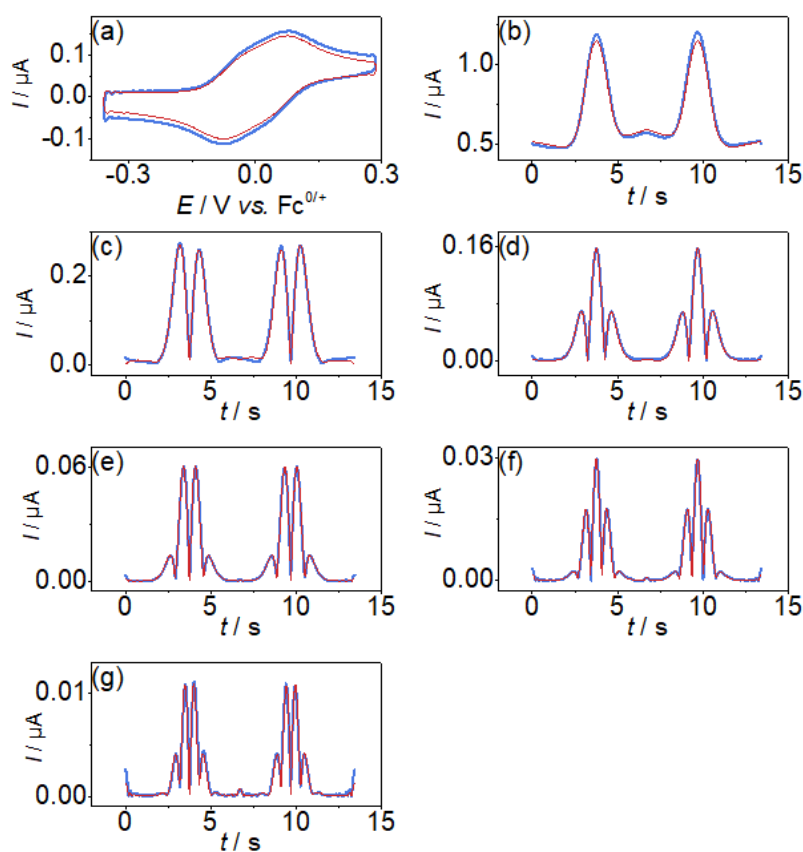 (a)
I / µA
0.1
0.0
-0.1
-0.3
0.0
0.3
E / V vs. Fc0/+
(b)
I / µA
1.0
0.5
0
5
10
15
t / s
(c)
I / µA
0.2
0.0
0
5
10
15
t / s
(d)
I / µA
0.16
0.00
0
5
10
15
t / s
(e)
I / µA
0.06
0.00
0
5
10
15
t / s
(f)
I / µA
0.03
0.00
0
5
10
15
t / s
(g)
I / µA
0.01
0.00
0
5
10
15
t / s